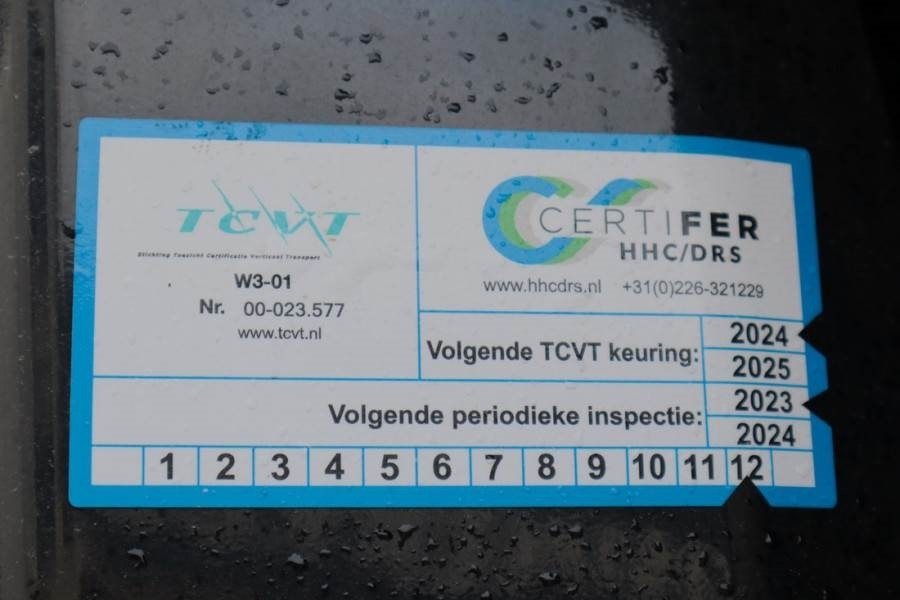 TCVT
Stichting Toezicht Certificatie Verticaal Transport
W3-01
Nr. 00-023.577
www.tcvt.nl
CERTIFER
HHC/DRS
www.hhcdrs.nl +31(0)226-321229
Volgende TCVT keuring:
2024
2025
Volgende periodieke inspectie:
2023
2024
1 2 3 4 5 6 7 8 9 10 11 12